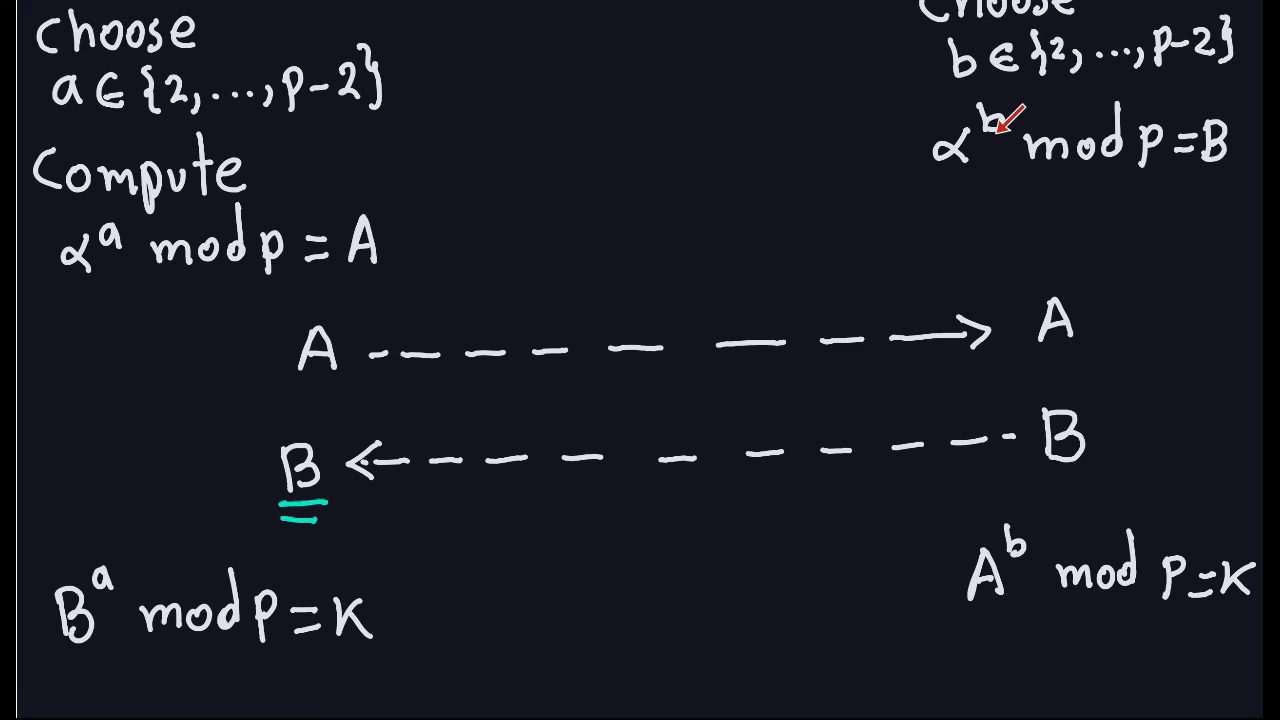 Choose
a ∈ {2,...,p-2}
Compute
α^a mod p = A
Choose
b ∈ {2,...,p-2}
α^b mod p = B
A A
B B
B^a mod p = K
A^b mod p = K